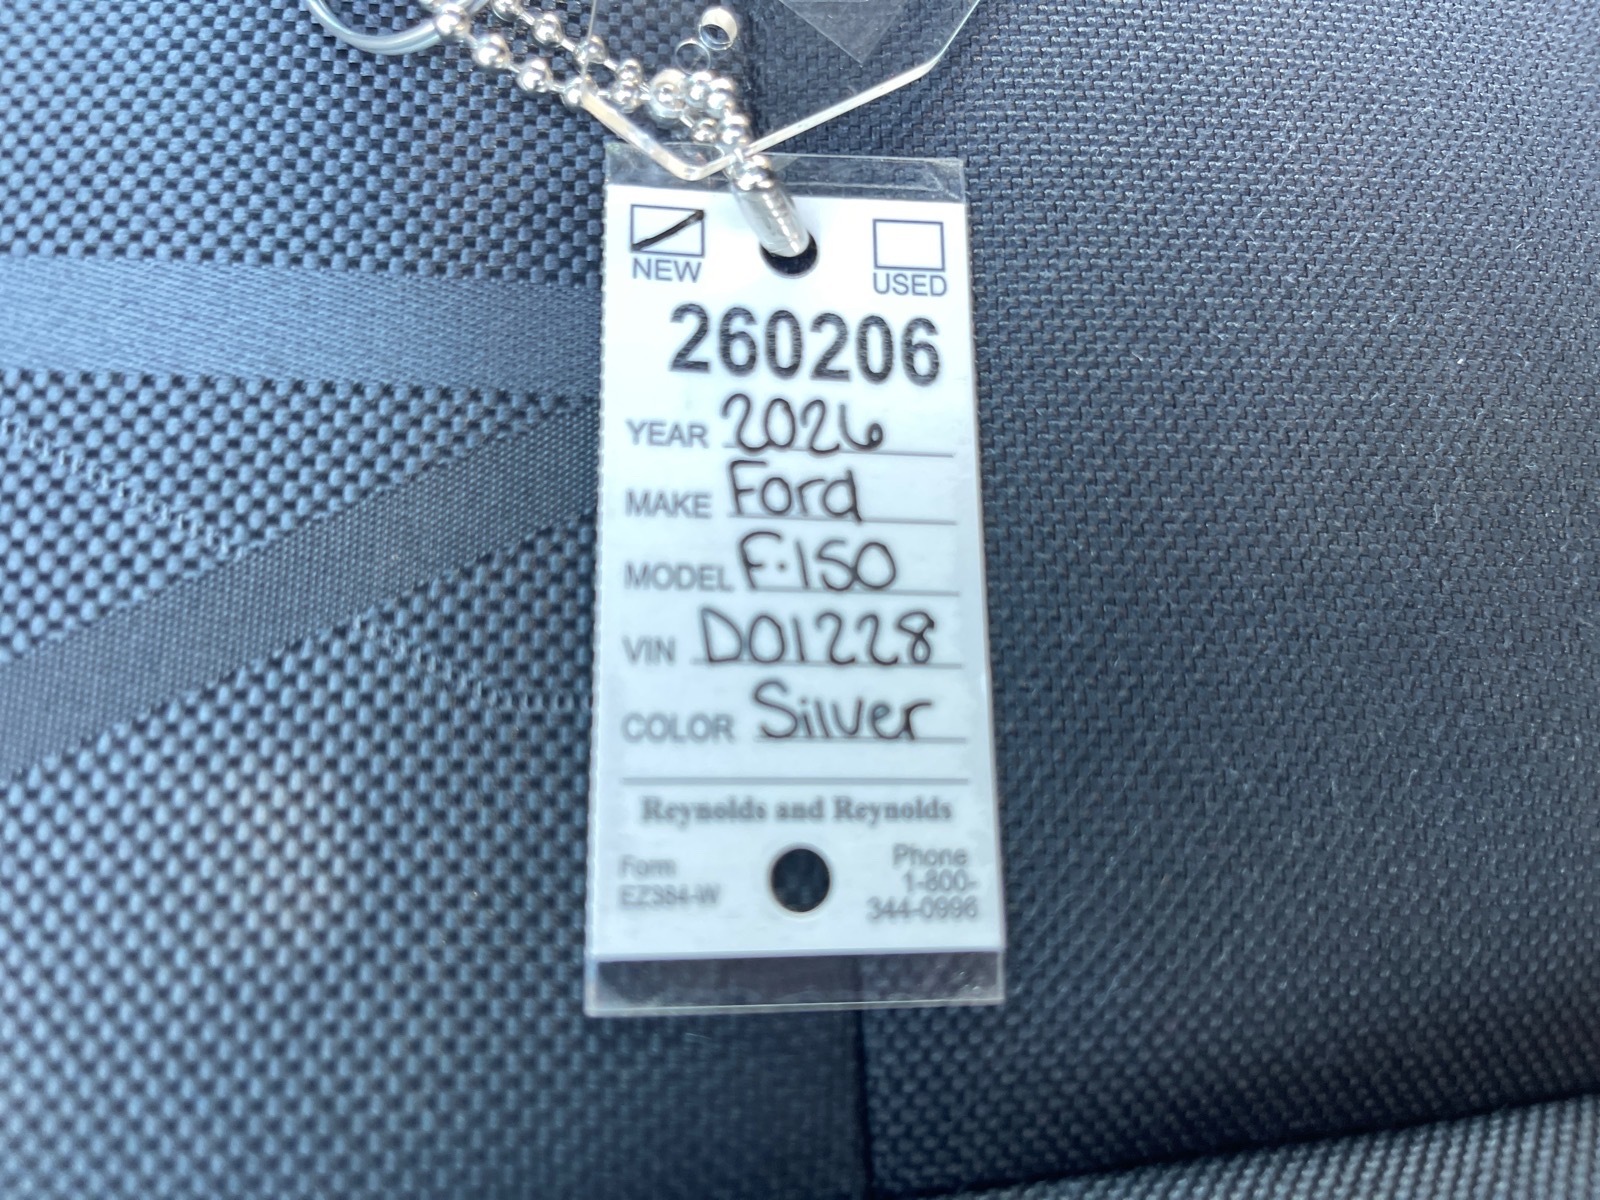 NEW USED
260206
YEAR 2026
MAKE Ford
MODEL F-150
VIN D01228
COLOR Silver
Reynolds and Reynolds
Form
EZ384-W
Phone
1-800-
344-0996